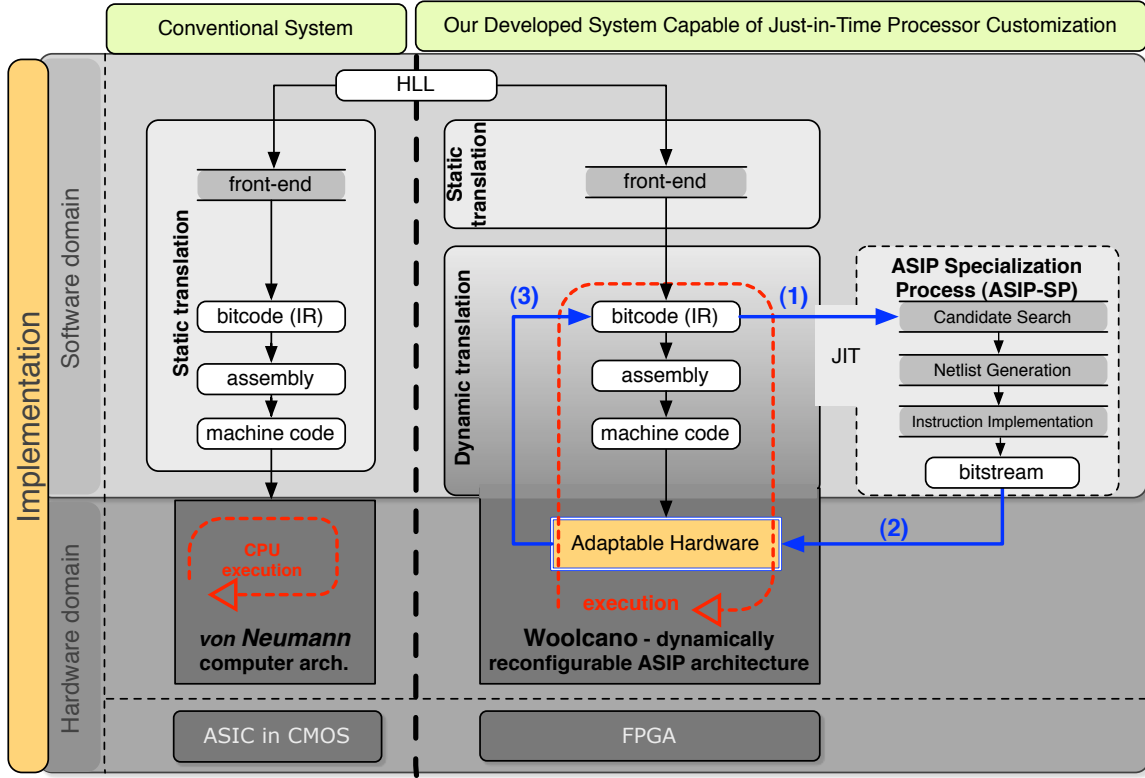 Conventional System
Our Developed System Capable of Just-in-Time Processor Customization
Implementation
Software domain
Hardware domain
HLL
Static translation
front-end
bitcode (IR)
assembly
machine code
CPU
execution
von Neumann
computer arch.
ASIC in CMOS
Static
translation
front-end
Dynamic translation
(3)
bitcode (IR)
(1)
assembly
machine code
JIT
Adaptable Hardware
(2)
execution
Woolcano - dynamically
reconfigurable ASIP architecture
FPGA
ASIP Specialization
Process (ASIP-SP)
Candidate Search
Netlist Generation
Instruction Implementation
bitstream